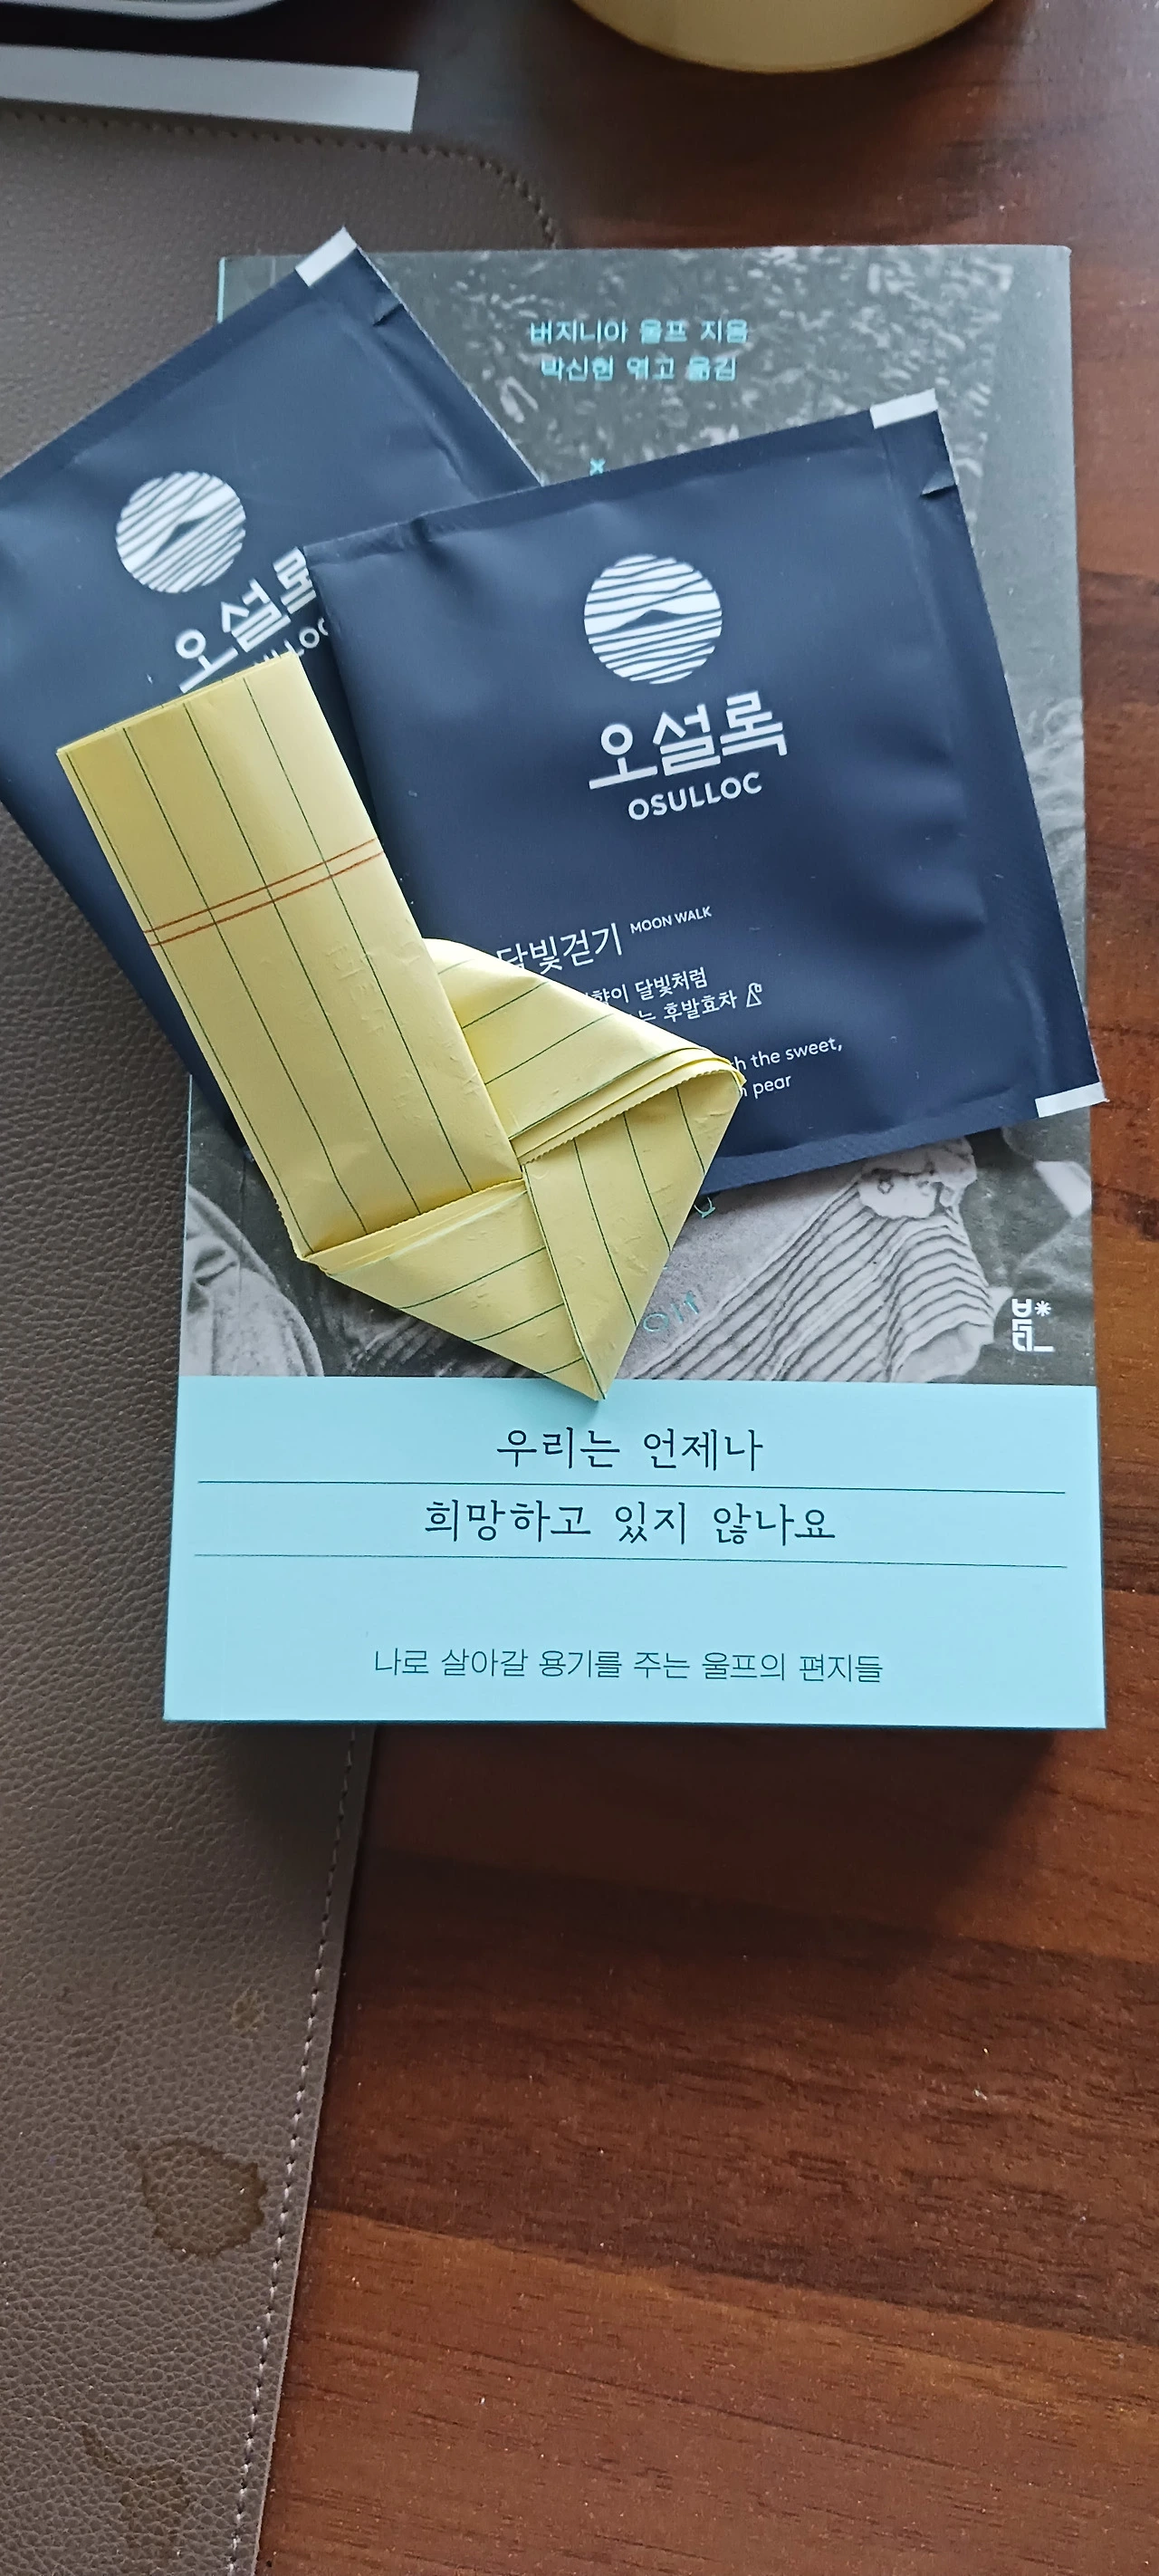 버지니아 울프 지음
박신현 엮고 옮김
오설록
오설록
OSULLOC
달빛걷기 MOON WALK
달빛처럼
후발효차
the sweet,
pear
우리는 언제나
희망하고 있지 않나요
나로 살아갈 용기를 주는 울프의 편지들